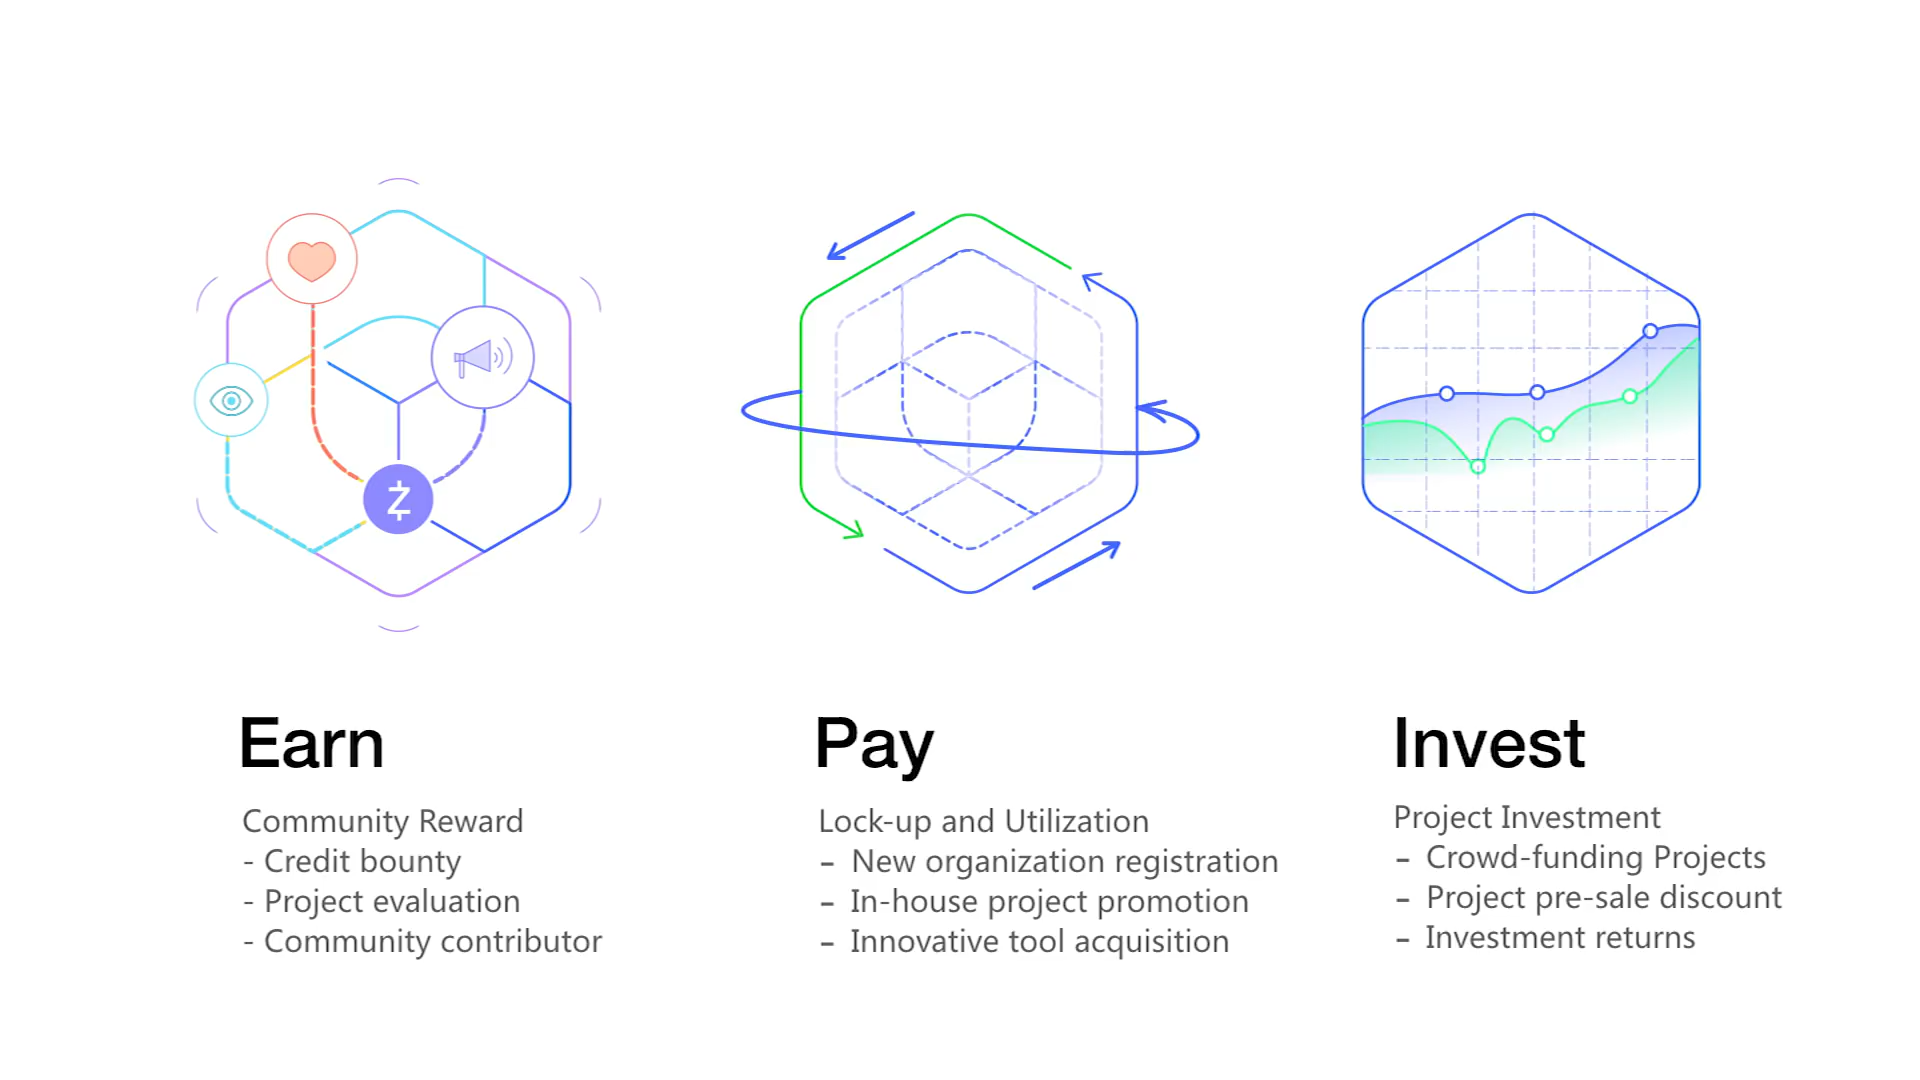 Earn
Community Reward
- Credit bounty
- Project evaluation
- Community contributor
Pay
Lock-up and Utilization
– New organization registration
– In-house project promotion
– Innovative tool acquisition
Invest
Project Investment
– Crowd-funding Projects
– Project pre-sale discount
– Investment returns